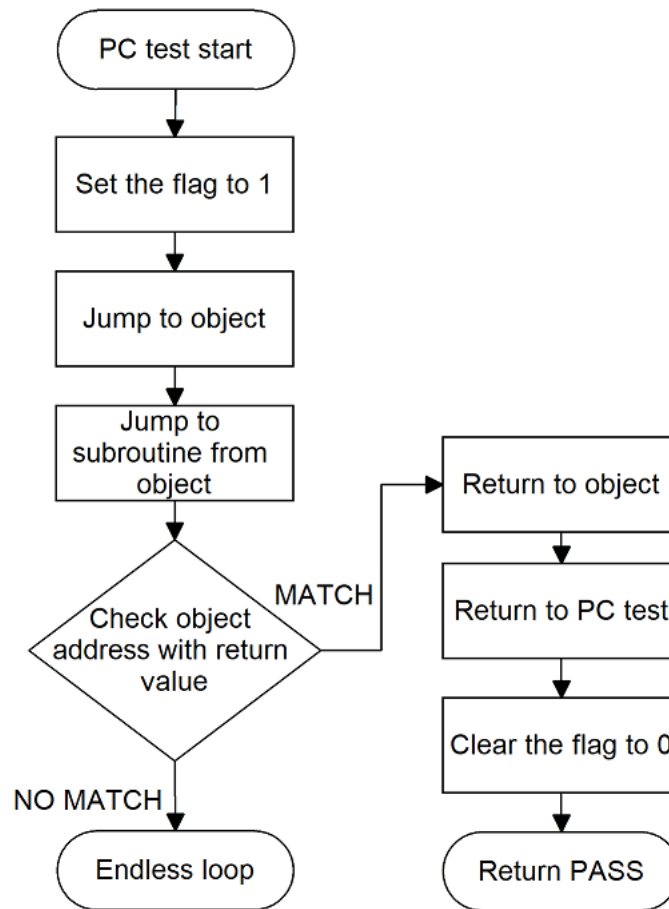 PC test start
Set the flag to 1
Jump to object
Jump to
subroutine from
object
Check object
address with return
value
MATCH
NO MATCH
Endless loop
Return to object
Return to PC test
Clear the flag to 0
Return PASS